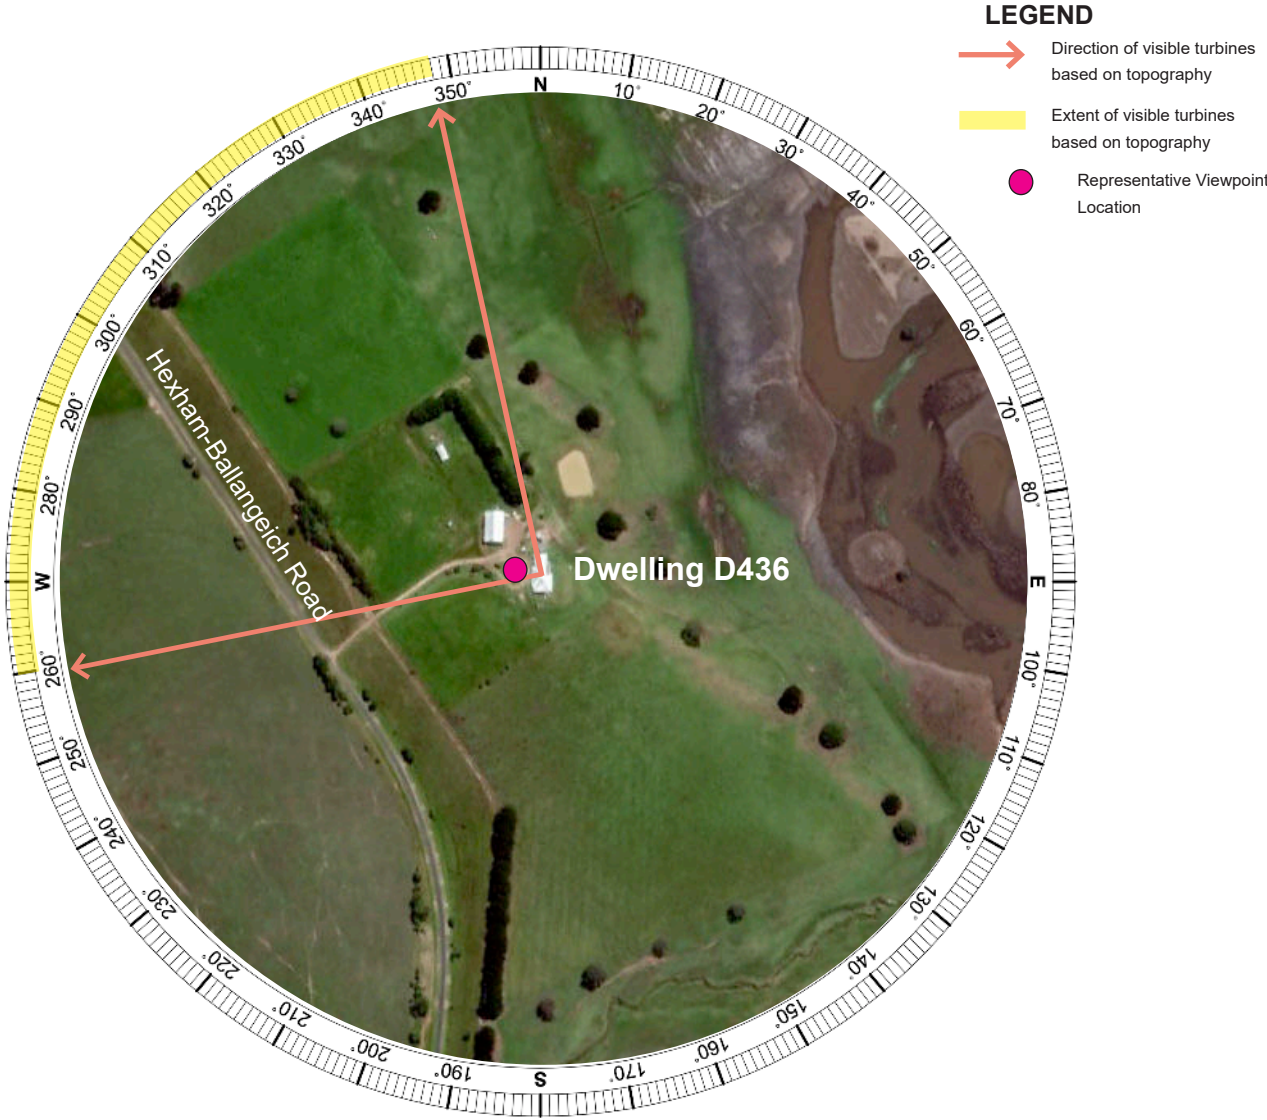 LEGEND
Direction of visible turbines
based on topography
Extent of visible turbines
based on topography
Representative Viewpoint
Location
N
10°
20°
30°
40°
50°
60°
70°
80°
E
100°
110°
120°
130°
140°
150°
160°
170°
S
190°
200°
210°
220°
230°
240°
250°
260°
W
280°
290°
300°
310°
320°
330°
340°
350°
Hexham-Ballangeich Road
Dwelling D436